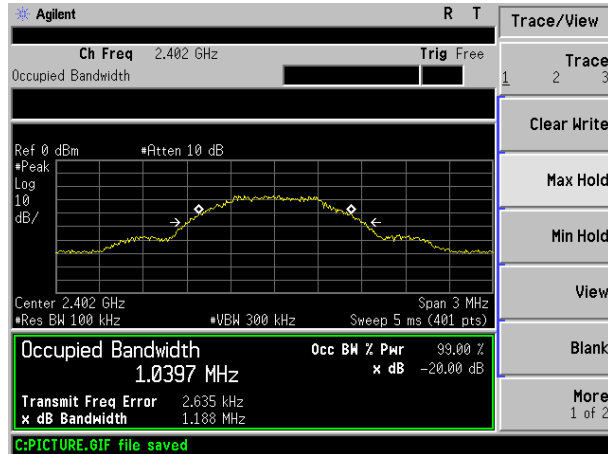 Agilent R T
Trace/View
Ch Freq 2.402 GHz Trig Free
Occupied Bandwidth
Trace
1 2 3
Clear Write
Ref 0 dBm #Atten 10 dB
#Peak
Log
10
dB/
Max Hold
Min Hold
View
Center 2.402 GHz Span 3 MHz
#Res BW 100 kHz #VBW 300 kHz Sweep 5 ms (401 pts)
Occupied Bandwidth Occ BW % Pwr 99.00 %
1.0397 MHz x dB -20.00 dB
Blank
Transmit Freq Error 2.635 kHz
x dB Bandwidth 1.188 MHz
More
1 of 2
C:PICTURE.GIF file saved